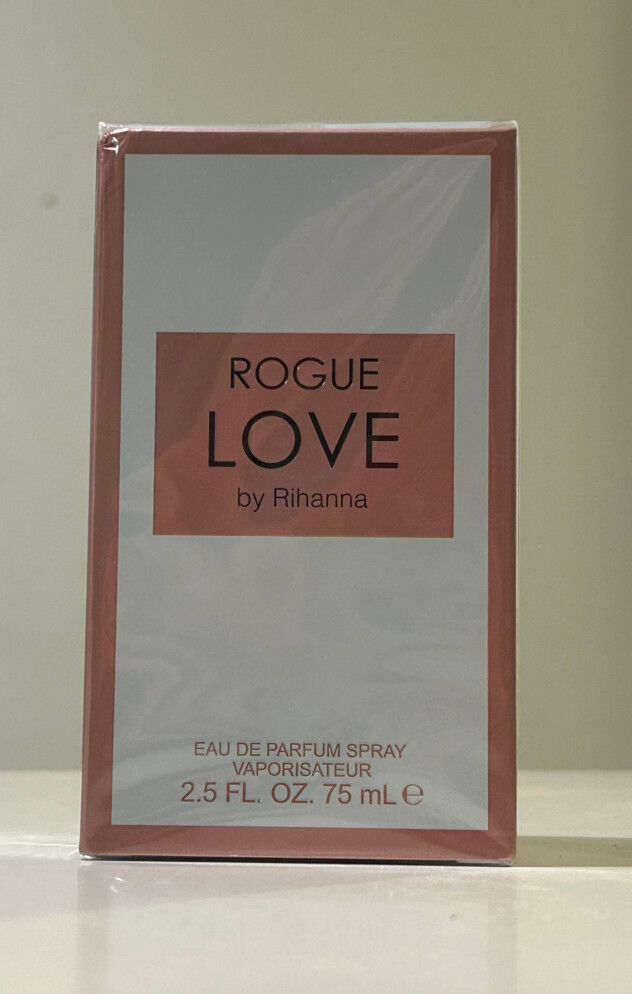 ROGUE
LOVE
by Rihanna
EAU DE PARFUM SPRAY
VAPORISATEUR
2.5 FL. OZ. 75 mL ℮